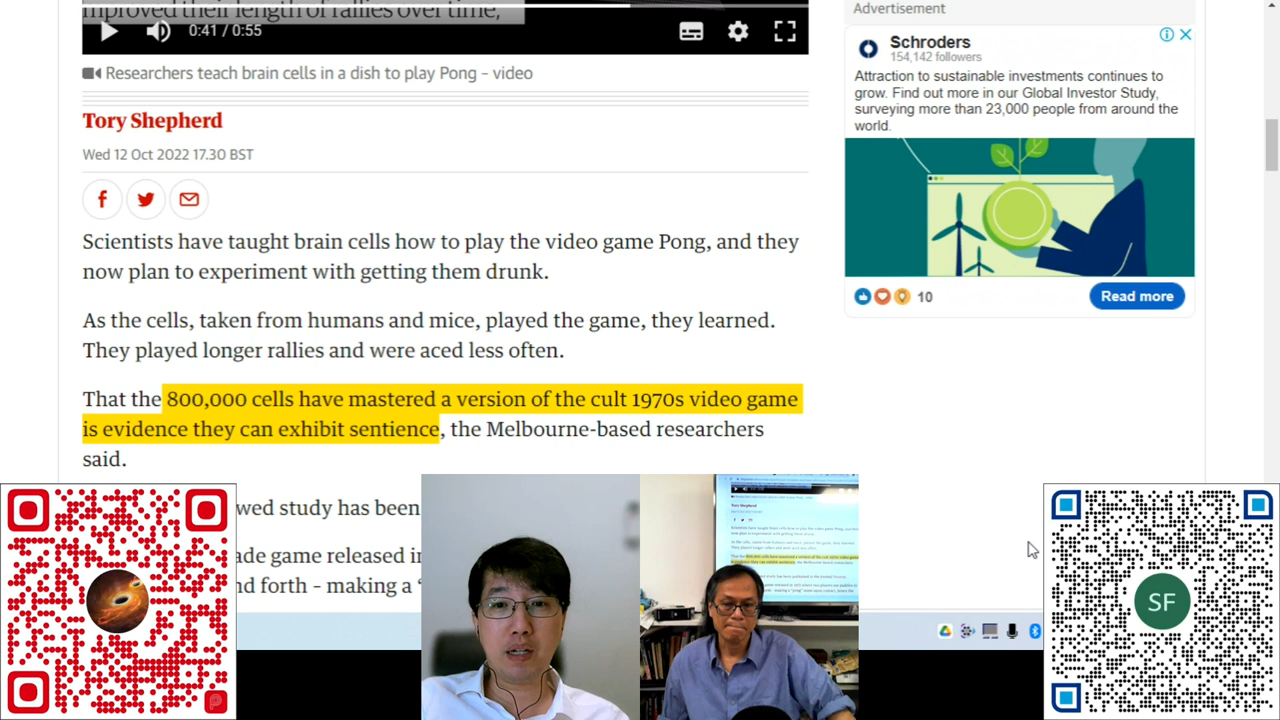 improved their length of rallies over time,
0:41 / 0:55
Researchers teach brain cells in a dish to play Pong – video
Tory Shepherd
Wed 12 Oct 2022 17.30 BST
Scientists have taught brain cells how to play the video game Pong, and they
now plan to experiment with getting them drunk.
As the cells, taken from humans and mice, played the game, they learned.
They played longer rallies and were aced less often.
That the 800,000 cells have mastered a version of the cult 1970s video game
is evidence they can exhibit sentience, the Melbourne-based researchers
said.
wed study has been
ade game released in
nd forth – making a "
Advertisement
Schroders
154,142 followers
Attraction to sustainable investments continues to
grow. Find out more in our Global Investor Study,
surveying more than 23,000 people from around the
world.
10
Read more
SF